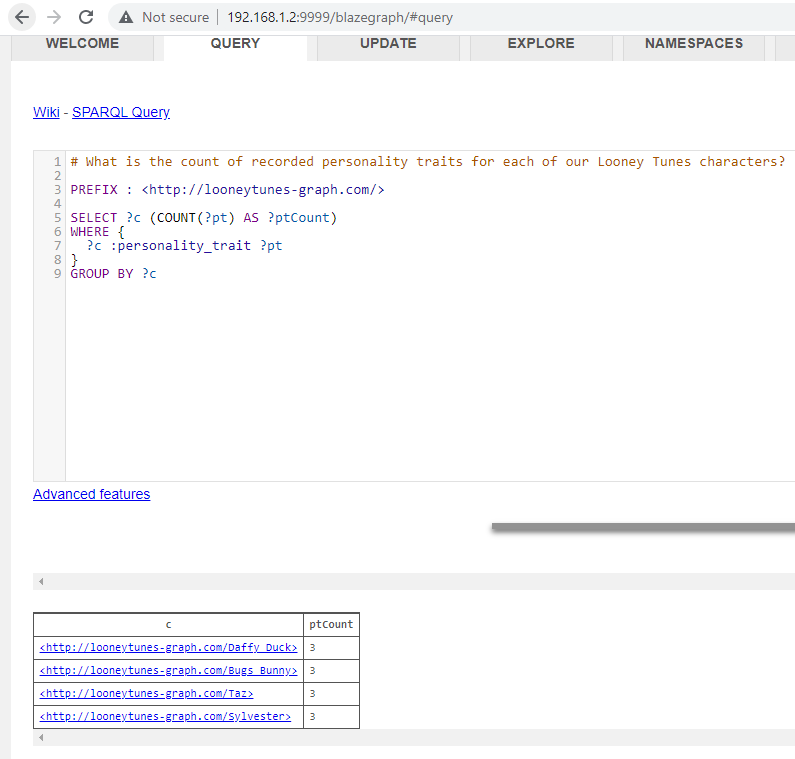 Not secure | 192.168.1.2:9999/blazegraph/#query
WELCOME QUERY UPDATE EXPLORE NAMESPACES
Wiki - SPARQL Query
1 # What is the count of recorded personality traits for each of our Looney Tunes characters?
2
3 PREFIX : <http://looneytunes-graph.com/>
4
5 SELECT ?c (COUNT(?pt) AS ?ptCount)
6 WHERE {
7   ?c :personality_trait ?pt
8 }
9 GROUP BY ?c
Advanced features
c ptCount
<http://looneytunes-graph.com/Daffy_Duck> 3
<http://looneytunes-graph.com/Bugs_Bunny> 3
<http://looneytunes-graph.com/Taz> 3
<http://looneytunes-graph.com/Sylvester> 3